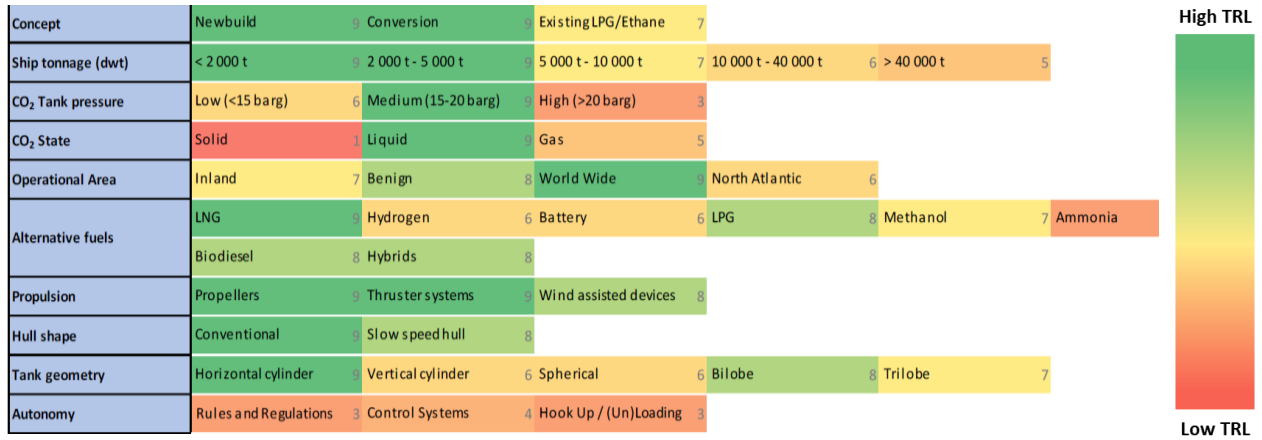 High TRL
Concept Newbuild 9 Conversion 9 Existing LPG/Ethane 7
Ship tonnage (dwt) < 2 000 t 9 2 000 t - 5 000 t 9 5 000 t - 10 000 t 7 10 000 t - 40 000 t 6 > 40 000 t 5
CO₂ Tank pressure Low (<15 barg) 6 Medium (15-20 barg) 9 High (>20 barg) 3
CO₂ State Solid 1 Liquid 9 Gas 5
Operational Area Inland 7 Benign 8 World Wide 9 North Atlantic 6
Alternative fuels LNG 9 Hydrogen 6 Battery 6 LPG 8 Methanol 7 Ammonia
Biodiesel 8 Hybrids 8
Propulsion Propellers 9 Thruster systems 9 Wind assisted devices 8
Hull shape Conventional 9 Slow speed hull 8
Tank geometry Horizontal cylinder 9 Vertical cylinder 6 Spherical 6 Bilobe 8 Trilobe 7
Autonomy Rules and Regulations 3 Control Systems 4 Hook Up / (Un)Loading 3
Low TRL